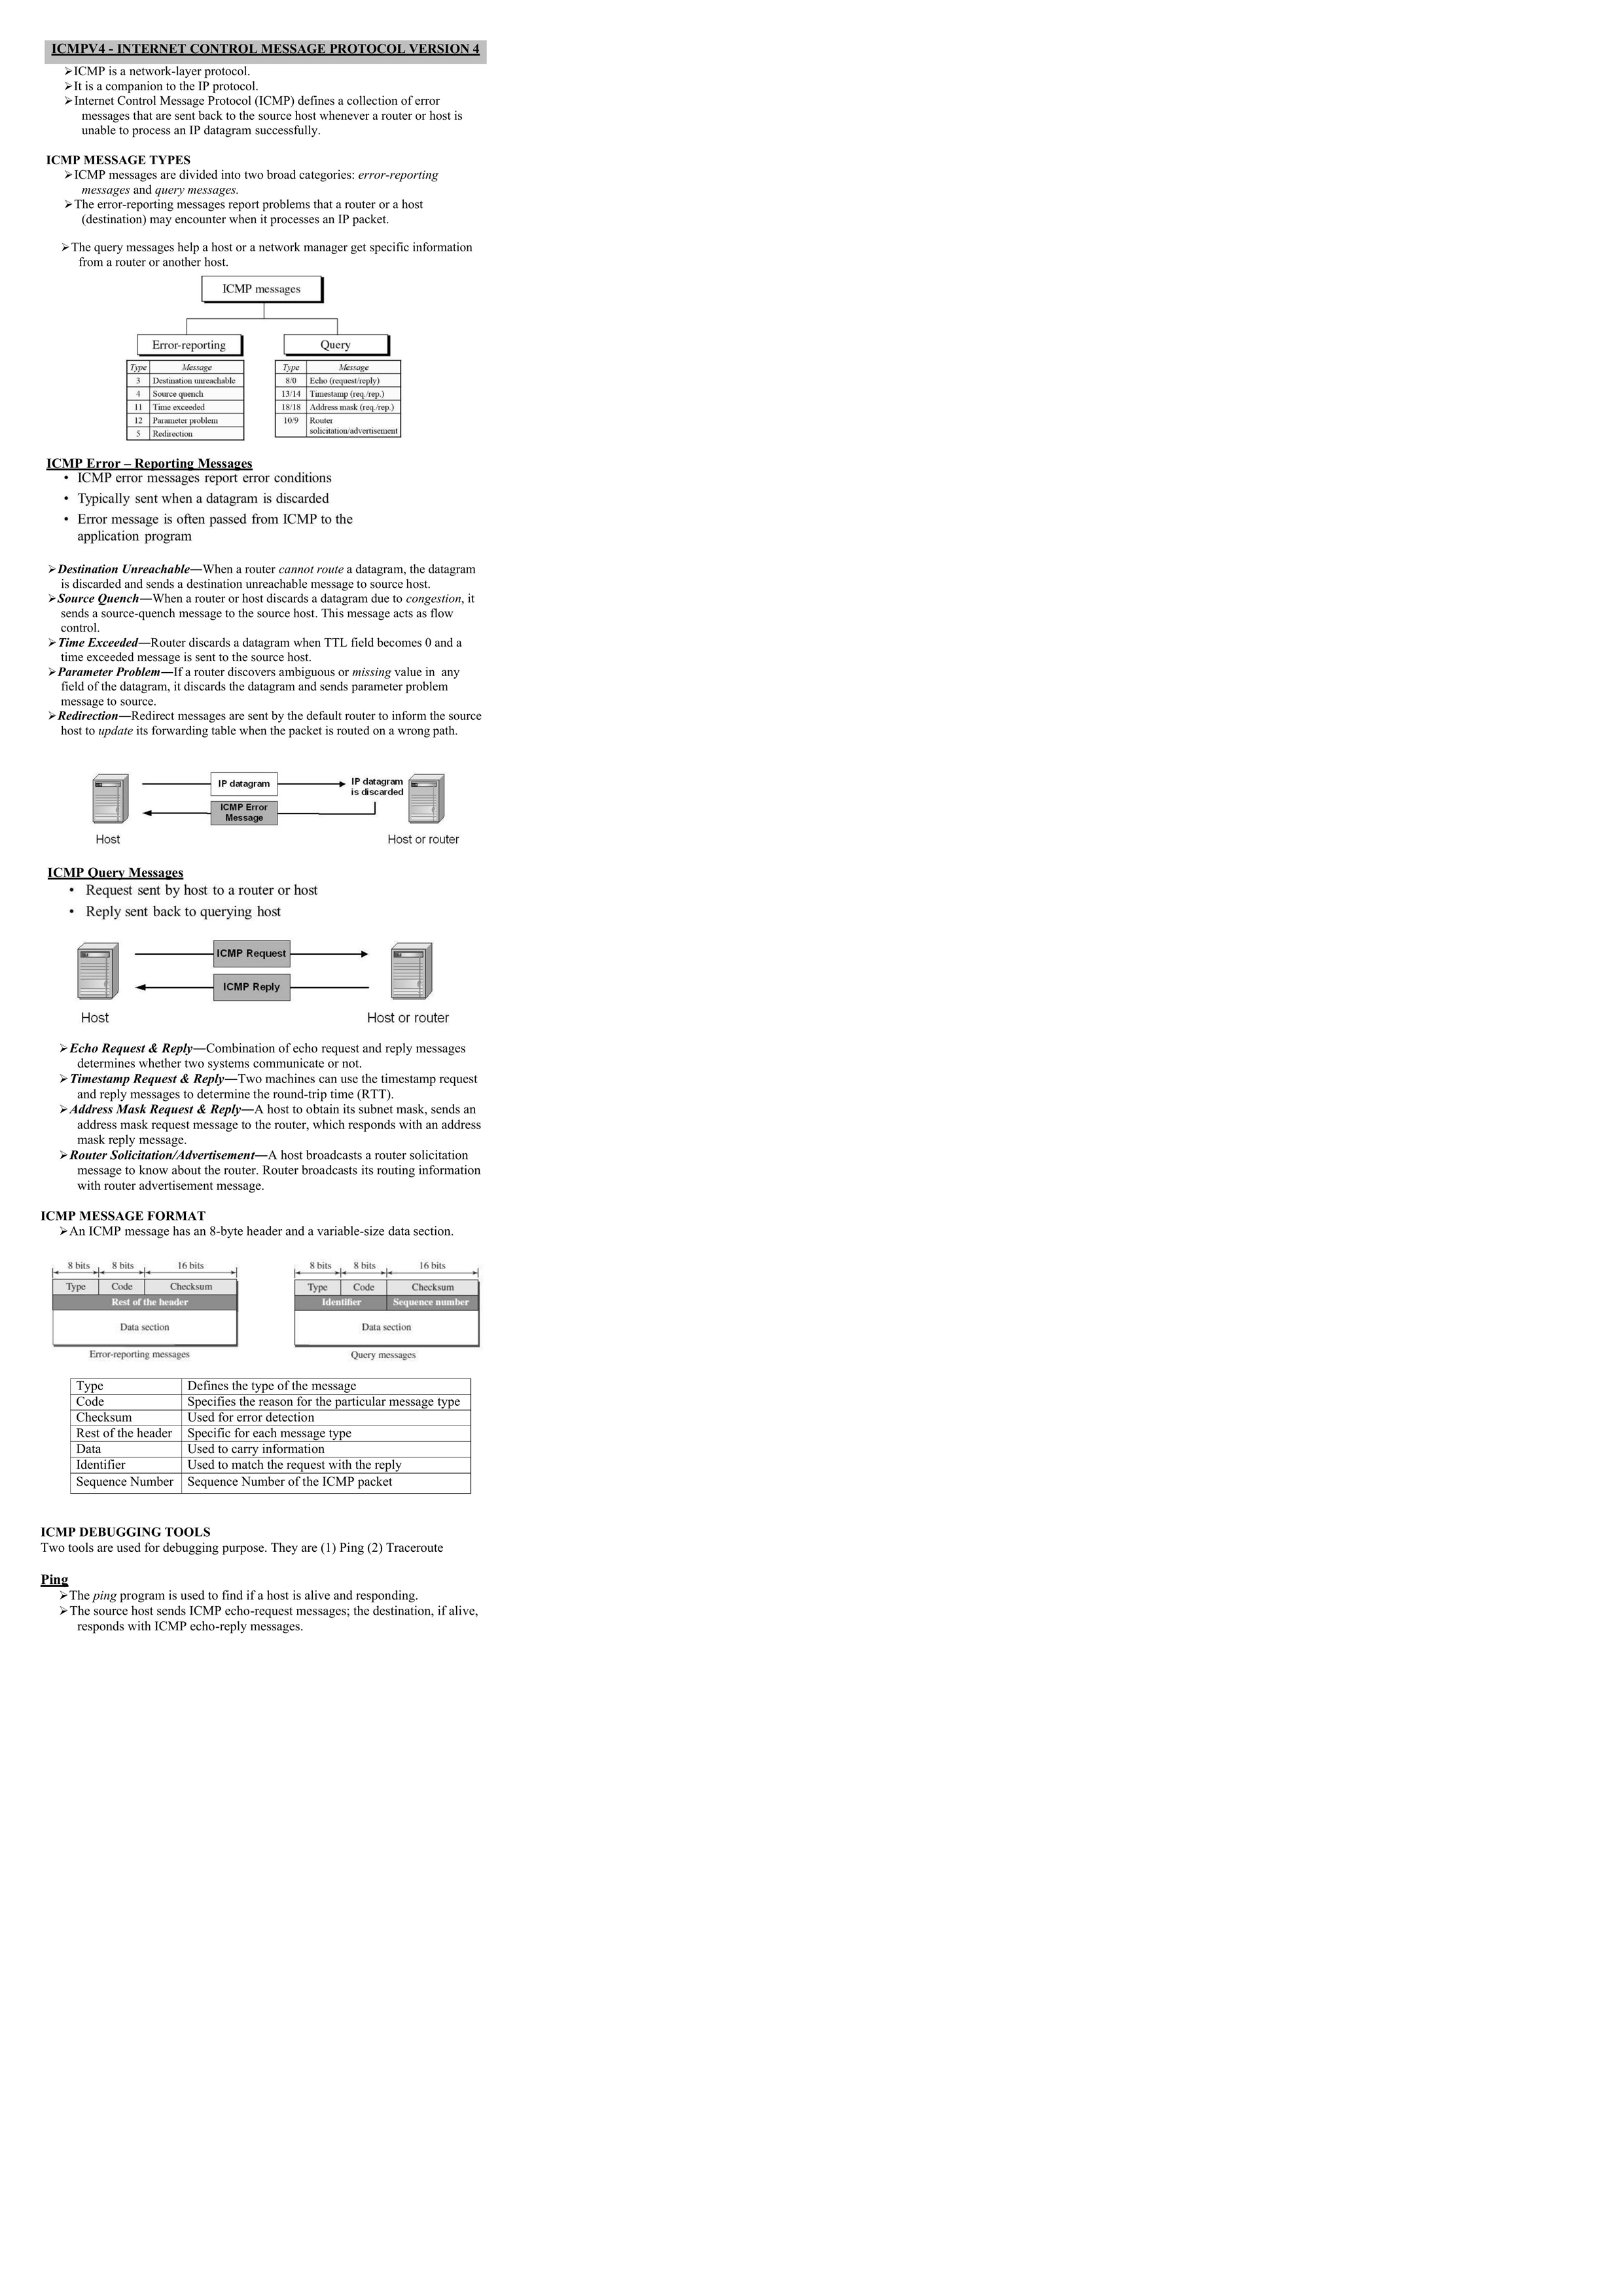 ICMPV4 - INTERNET CONTROL MESSAGE PROTOCOL VERSION 4
➢ICMP is a network-layer protocol.
➢It is a companion to the IP protocol.
➢Internet Control Message Protocol (ICMP) defines a collection of error
messages that are sent back to the source host whenever a router or host is
unable to process an IP datagram successfully.
ICMP MESSAGE TYPES
➢ICMP messages are divided into two broad categories: error-reporting
messages and query messages.
➢The error-reporting messages report problems that a router or a host
(destination) may encounter when it processes an IP packet.
➢The query messages help a host or a network manager get specific information
from a router or another host.
ICMP messages
Error-reporting
Type Message
3 Destination unreachable
4 Source quench
11 Time exceeded
12 Parameter problem
5 Redirection
Query
Type Message
8/0 Echo (request/reply)
13/14 Timestamp (req./rep.)
18/18 Address mask (req./rep.)
10/9 Router
solicitation/advertisement
ICMP Error – Reporting Messages
• ICMP error messages report error conditions
• Typically sent when a datagram is discarded
• Error message is often passed from ICMP to the
application program
➢Destination Unreachable―When a router cannot route a datagram, the datagram
is discarded and sends a destination unreachable message to source host.
➢Source Quench―When a router or host discards a datagram due to congestion, it
sends a source-quench message to the source host. This message acts as flow
control.
➢Time Exceeded―Router discards a datagram when TTL field becomes 0 and a
time exceeded message is sent to the source host.
➢Parameter Problem―If a router discovers ambiguous or missing value in any
field of the datagram, it discards the datagram and sends parameter problem
message to source.
➢Redirection―Redirect messages are sent by the default router to inform the source
host to update its forwarding table when the packet is routed on a wrong path.
IP datagram
IP datagram
is discarded
ICMP Error
Message
Host
Host or router
ICMP Query Messages
• Request sent by host to a router or host
• Reply sent back to querying host
ICMP Request
ICMP Reply
Host
Host or router
➢Echo Request & Reply―Combination of echo request and reply messages
determines whether two systems communicate or not.
➢Timestamp Request & Reply―Two machines can use the timestamp request
and reply messages to determine the round-trip time (RTT).
➢Address Mask Request & Reply―A host to obtain its subnet mask, sends an
address mask request message to the router, which responds with an address
mask reply message.
➢Router Solicitation/Advertisement―A host broadcasts a router solicitation
message to know about the router. Router broadcasts its routing information
with router advertisement message.
ICMP MESSAGE FORMAT
➢An ICMP message has an 8-byte header and a variable-size data section.
8 bits 8 bits 16 bits
Type Code Checksum
Rest of the header
Data section
Error-reporting messages
8 bits 8 bits 16 bits
Type Code Checksum
Identifier Sequence number
Data section
Query messages
Type Defines the type of the message
Code Specifies the reason for the particular message type
Checksum Used for error detection
Rest of the header Specific for each message type
Data Used to carry information
Identifier Used to match the request with the reply
Sequence Number Sequence Number of the ICMP packet
ICMP DEBUGGING TOOLS
Two tools are used for debugging purpose. They are (1) Ping (2) Traceroute
Ping
➢The ping program is used to find if a host is alive and responding.
➢The source host sends ICMP echo-request messages; the destination, if alive,
responds with ICMP echo-reply messages.